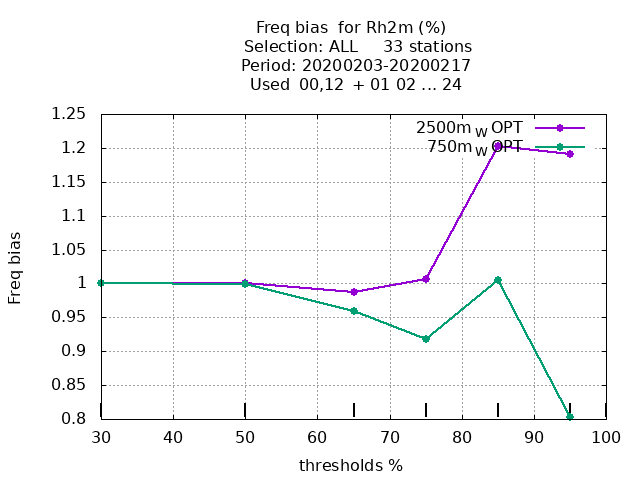 Freq bias  for Rh2m (%)
Selection: ALL     33 stations
Period: 20200203-20200217
Used  00,12  + 01 02 ... 24
1.25
1.2
1.15
1.1
1.05
1
0.95
0.9
0.85
0.8
Freq bias
2500m W OPT
750m W OPT
30 40 50 60 70 80 90 100
thresholds %